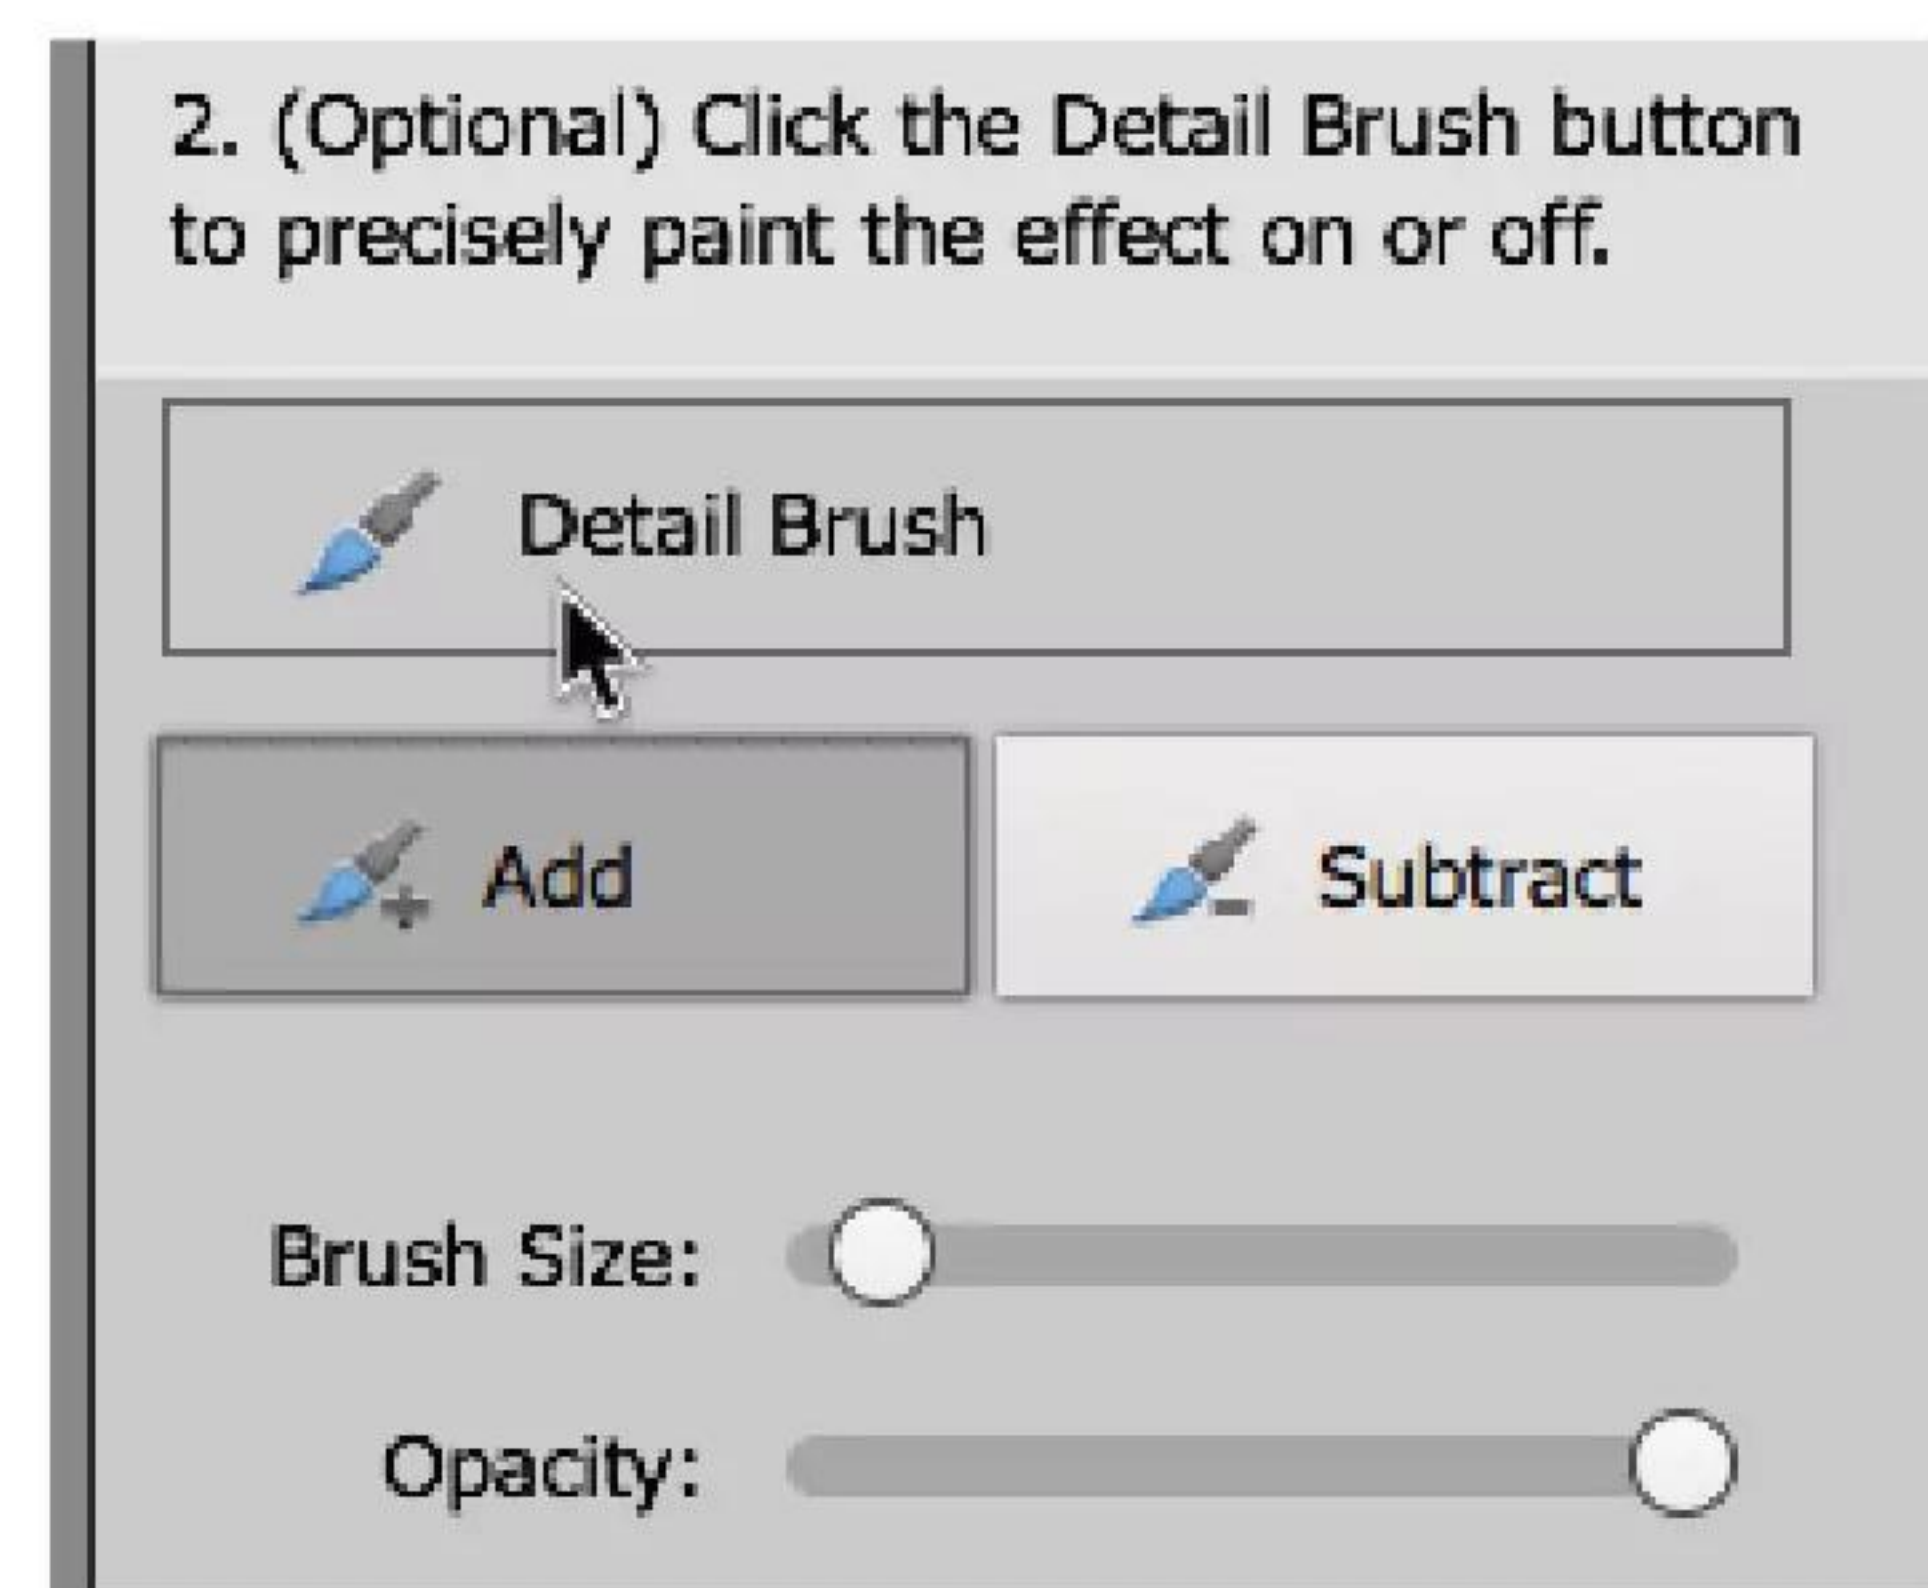 2. (Optional) Click the Detail Brush button
to precisely paint the effect on or off.
Detail Brush
Add
Subtract
Brush Size:
Opacity: